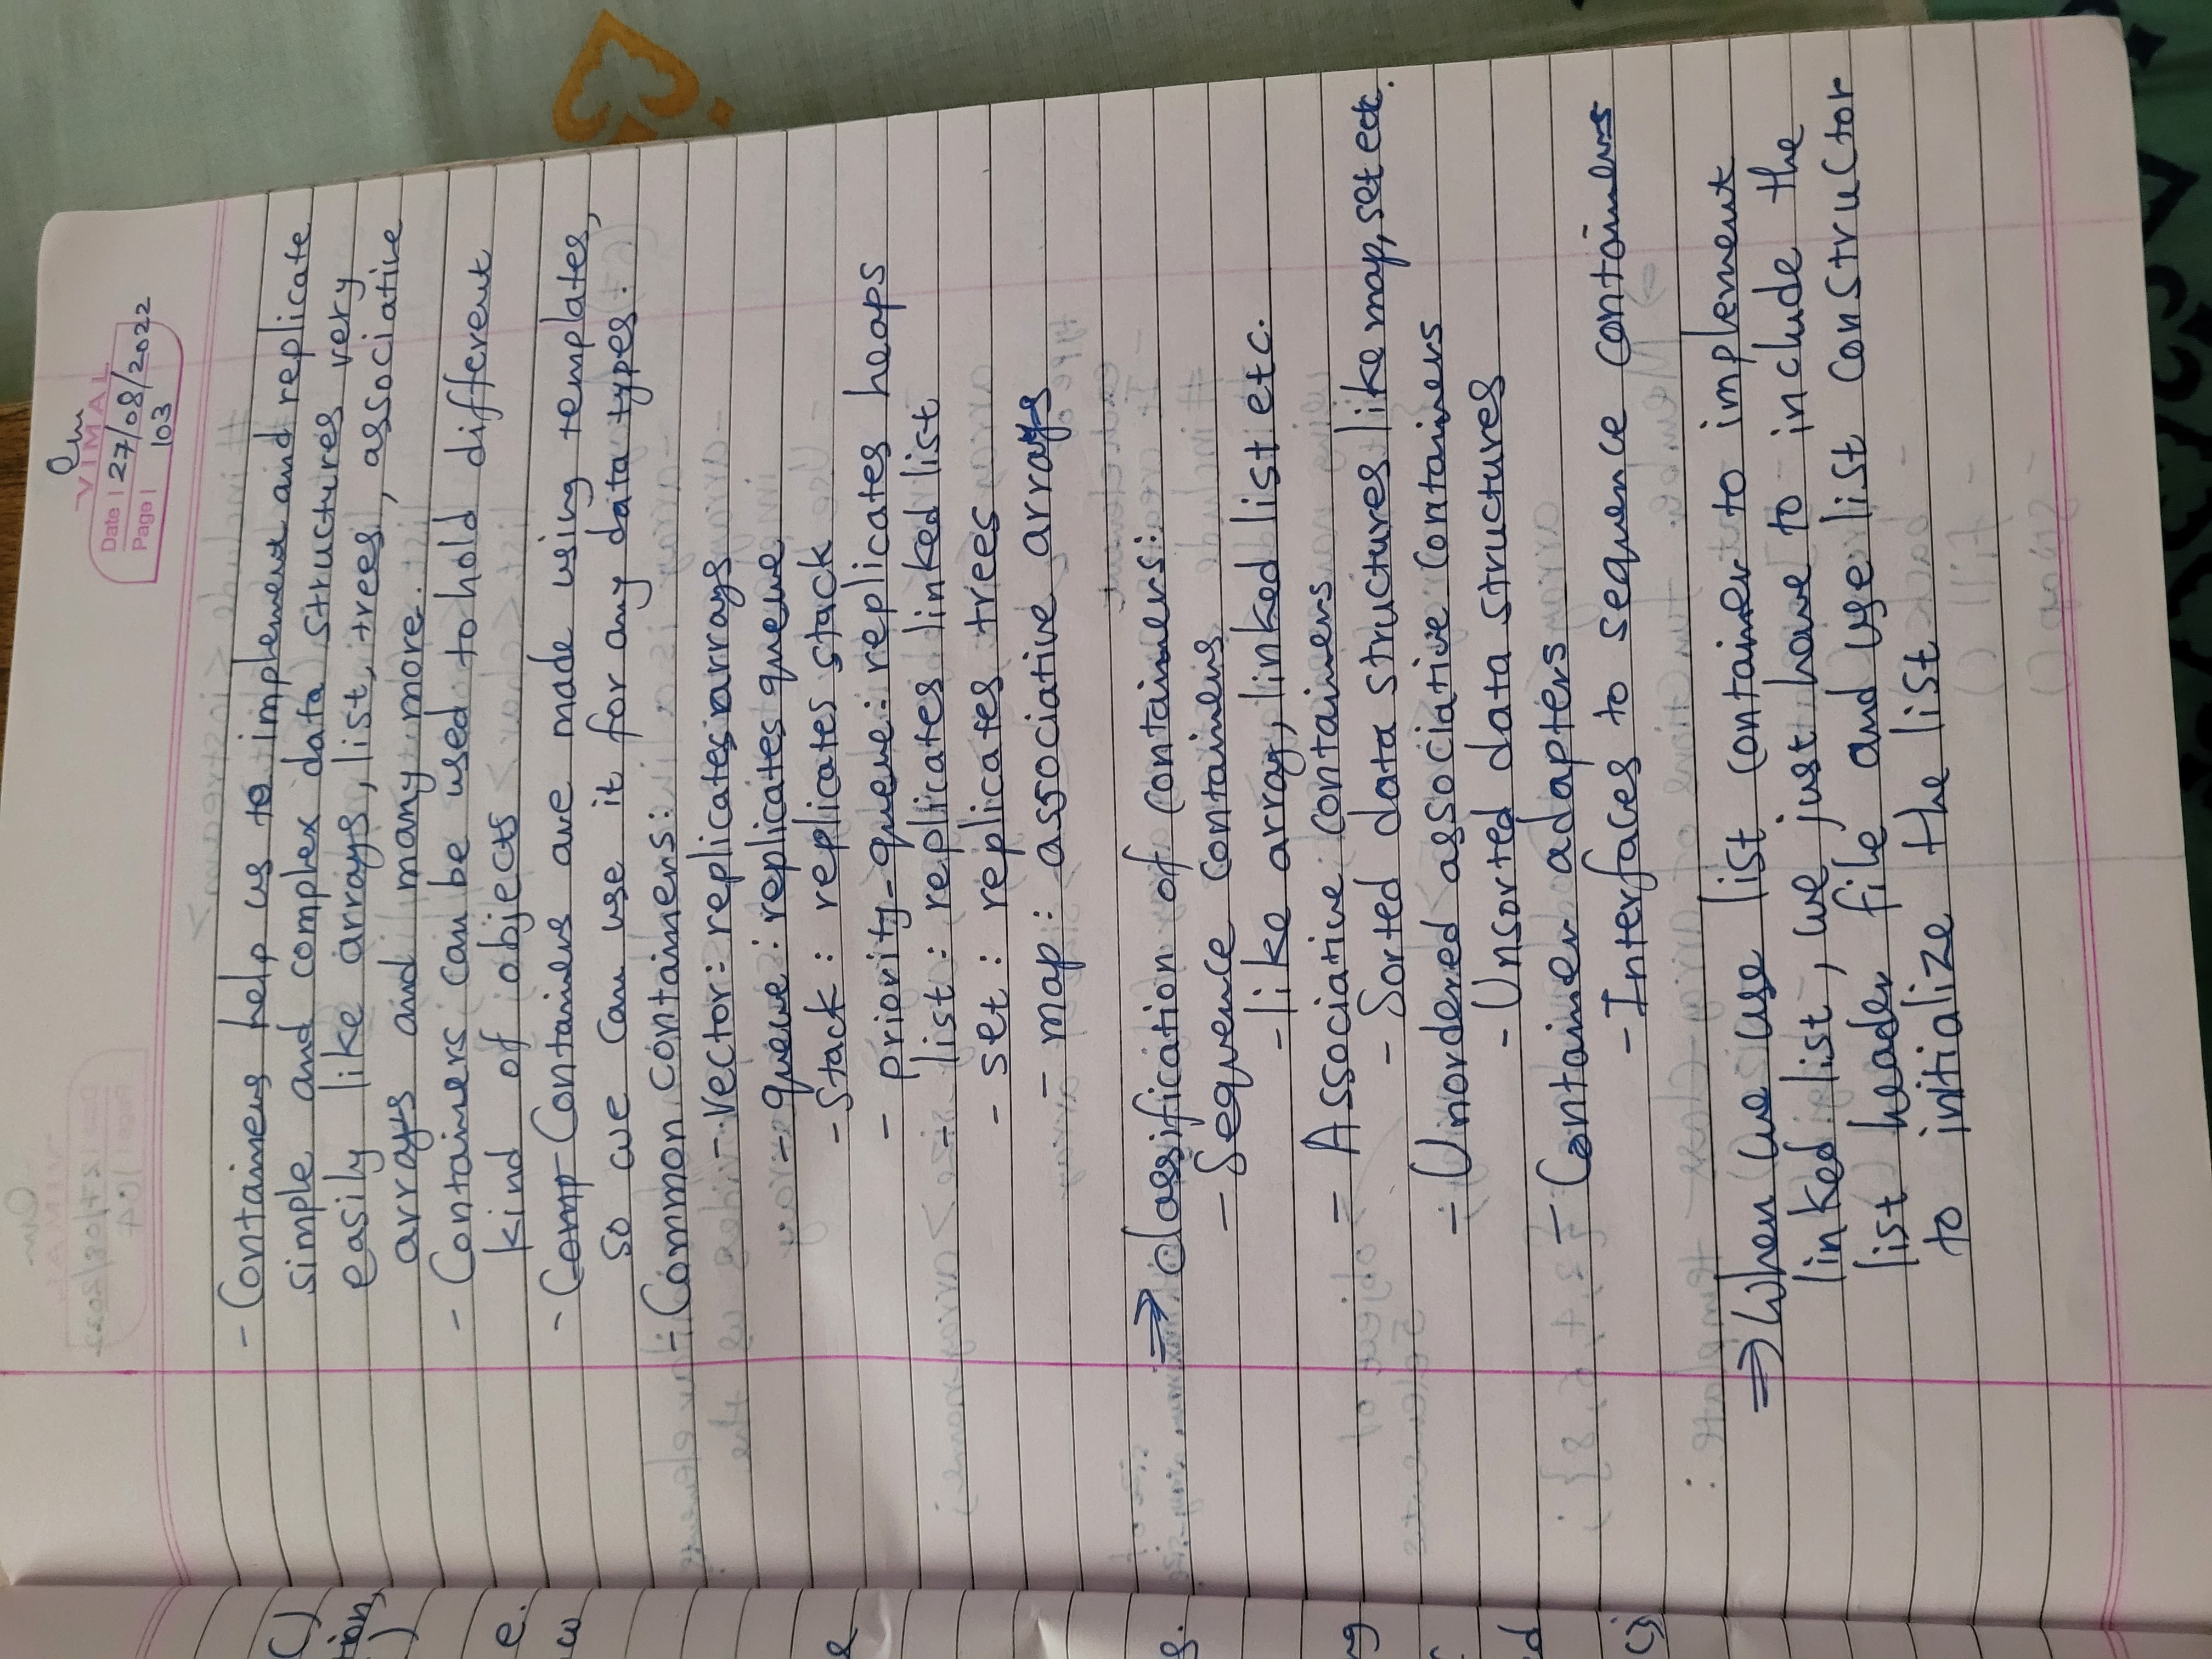 Om
VIMAL
Date | 27/08/2022
Page | 103
- Containers help us to implement and replicate
simple and complex data structures very
easily like arrays, list, trees, associative
arrays and many more.
- Containers can be used to hold different
kind of objects
- Comp Containers are made using templates,
so we can use it for any data types.
- Common containers:
- vector: replicates arrays
- queue: replicates queue
- stack: replicates stack
- priority-queue: replicates heaps
- list: replicates linked list
- set: replicates trees
- map: associative arrays
⇒ Classification of containers:
- Sequence containers
- like array, linked list etc.
- Associative containers
- Sorted data structures like map, set etc.
- Unordered associative containers
- Unsorted data structures
- Container adapters
- Interfaces to sequence containers
⇒ When we use list container to implement
linked list, we just have to include the
list header file and use list constructor
to initialize the list